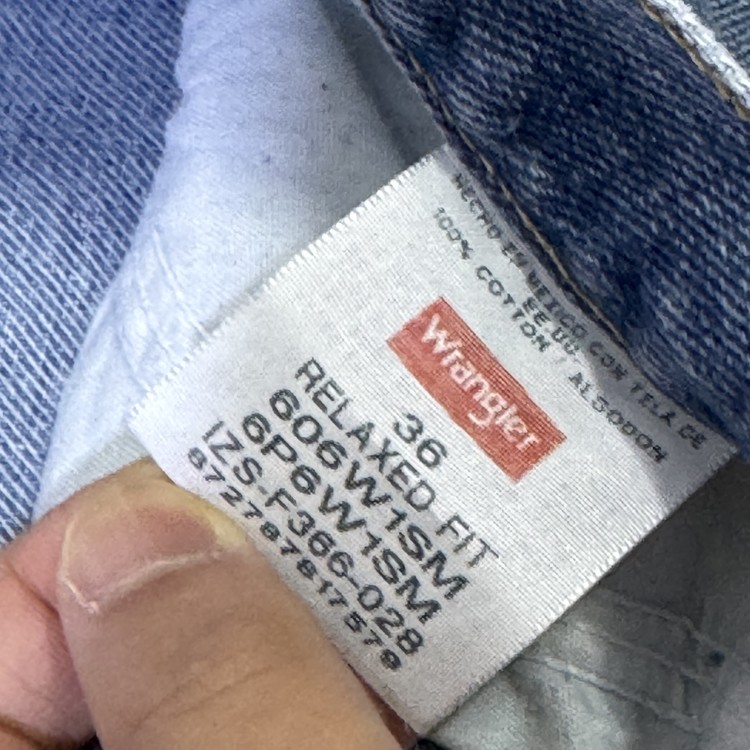 HECHO EN MEXICO CON TELA DE
EE.UU.
100% COTTON / ALGODON
Wrangler
36
RELAXED FIT
606W1SM
6P6W1SM
IZS-F366-028
872787817579